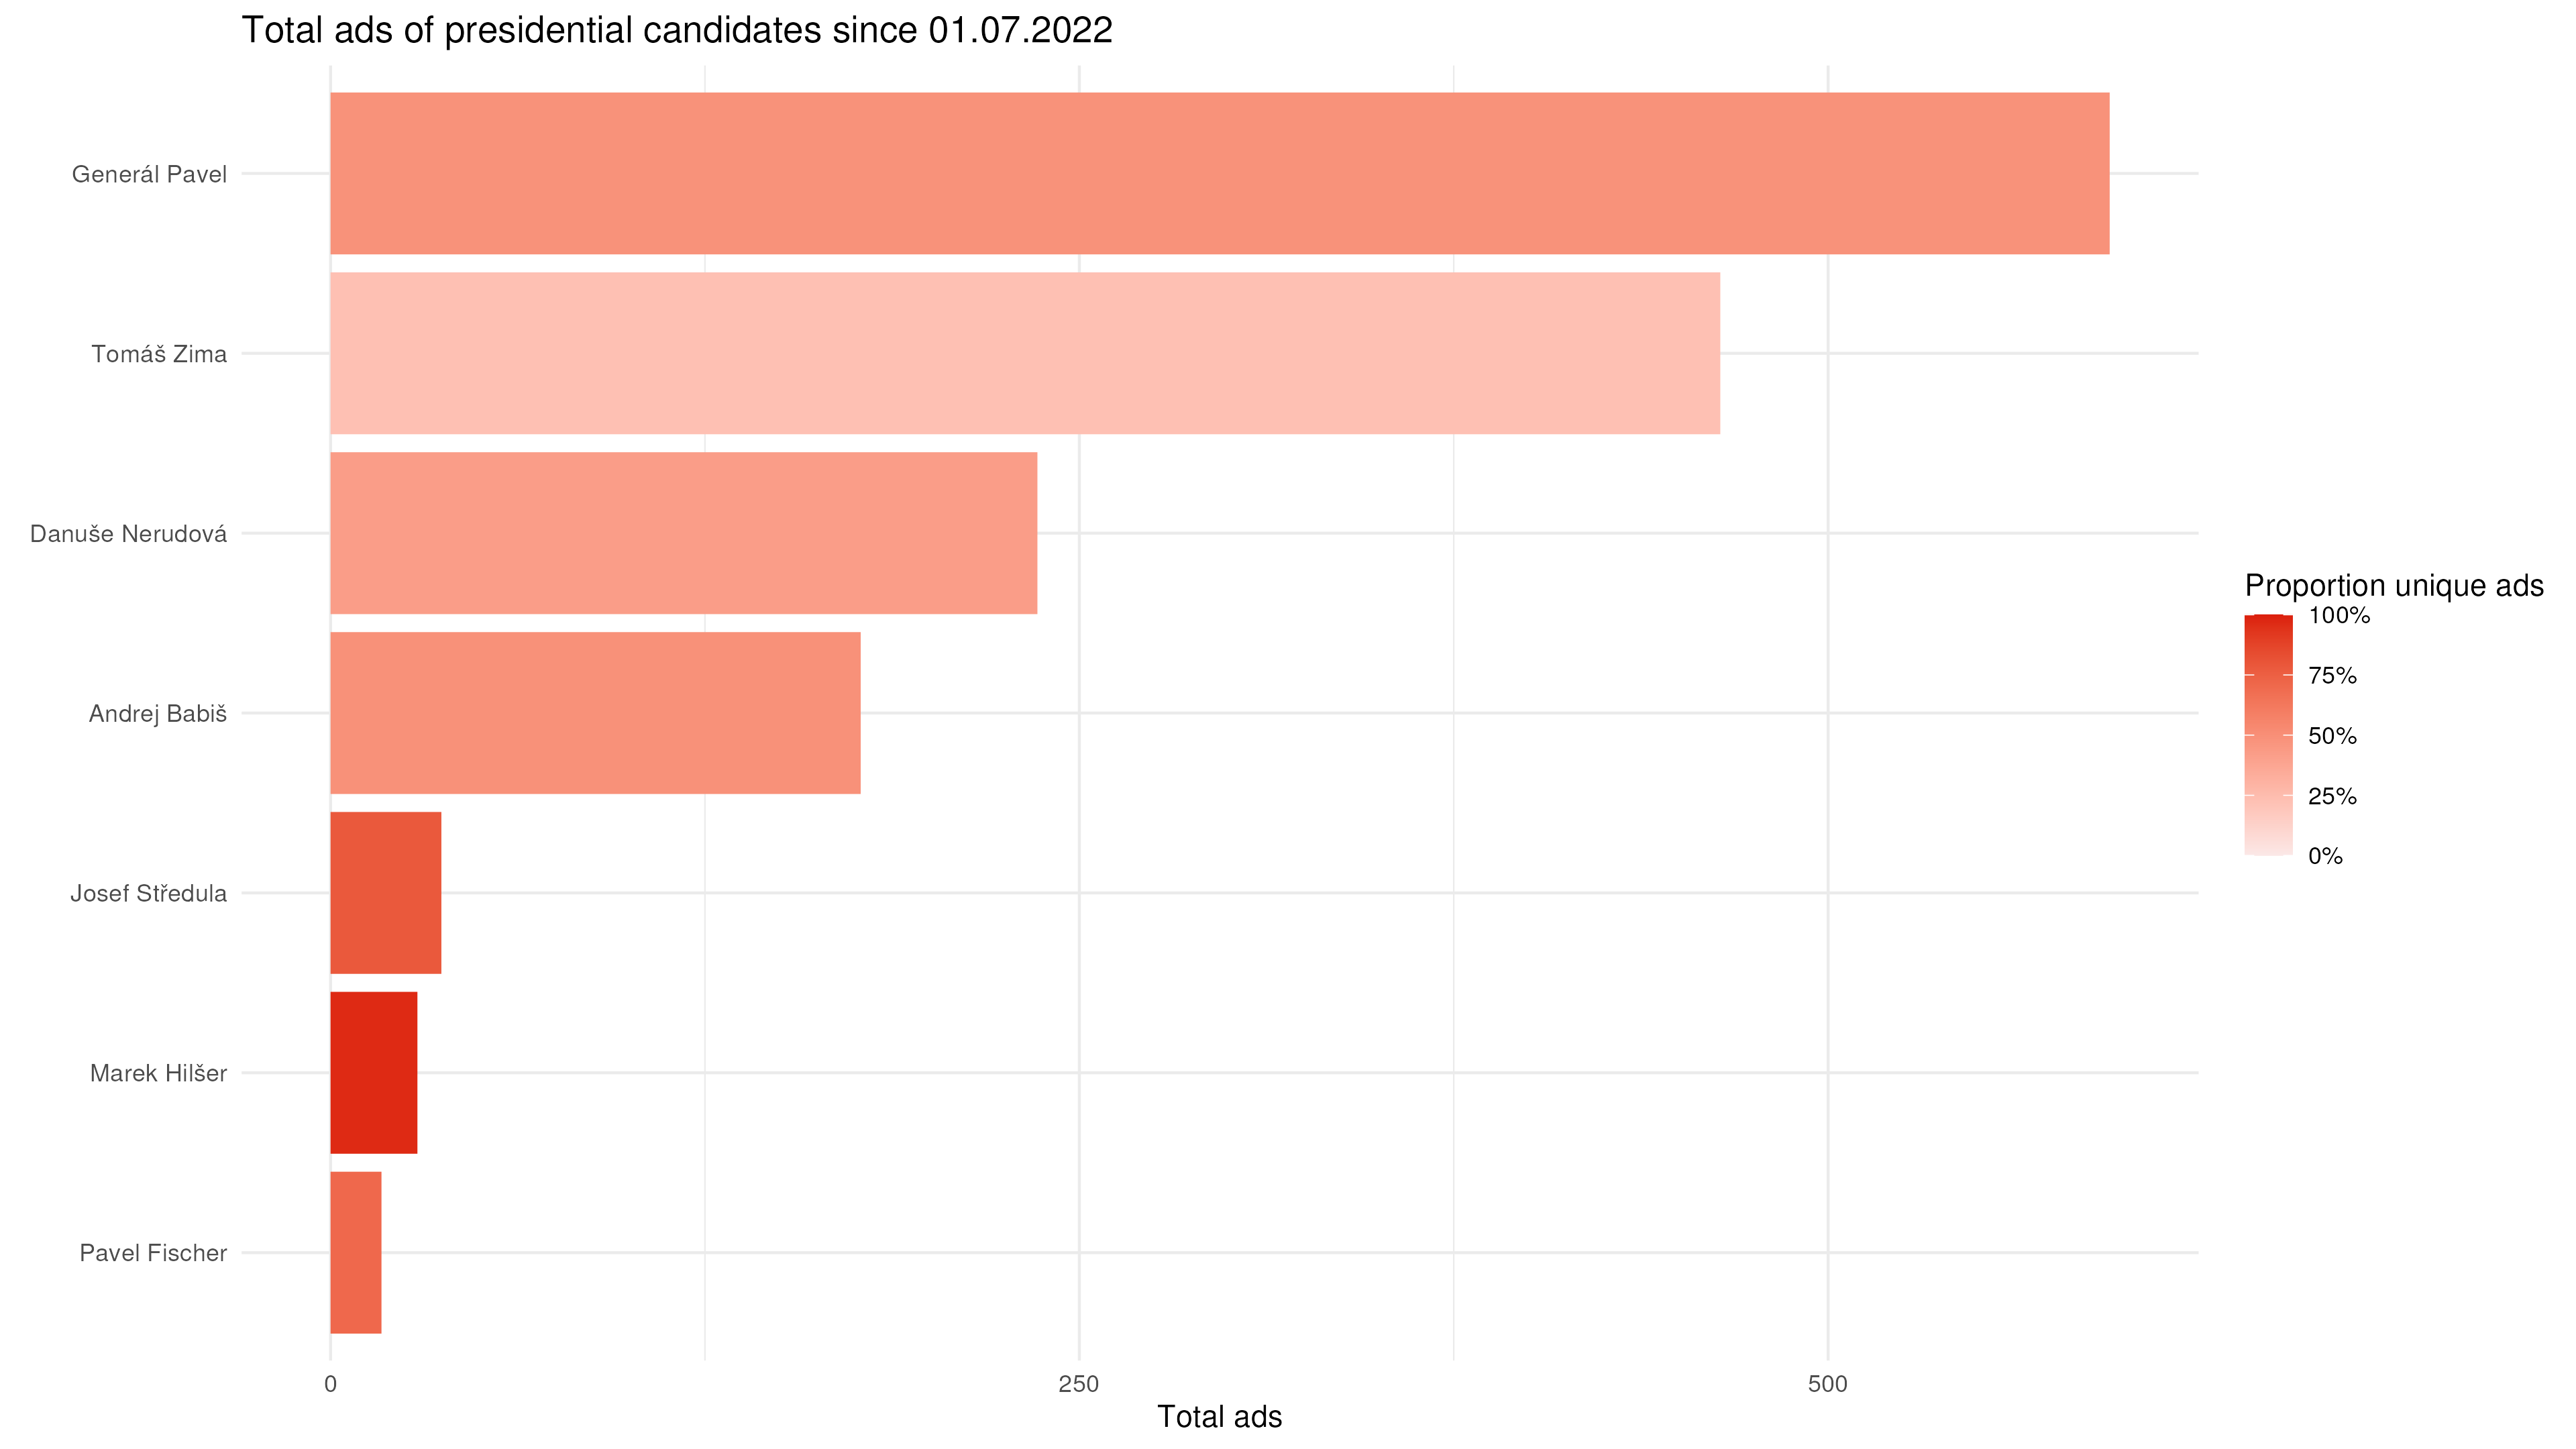 Total ads of presidential candidates since 01.07.2022
Generál Pavel
Tomáš Zima
Danuše Nerudová
Andrej Babiš
Josef Středula
Marek Hilšer
Pavel Fischer
0
250
500
Total ads
Proportion unique ads
100%
75%
50%
25%
0%